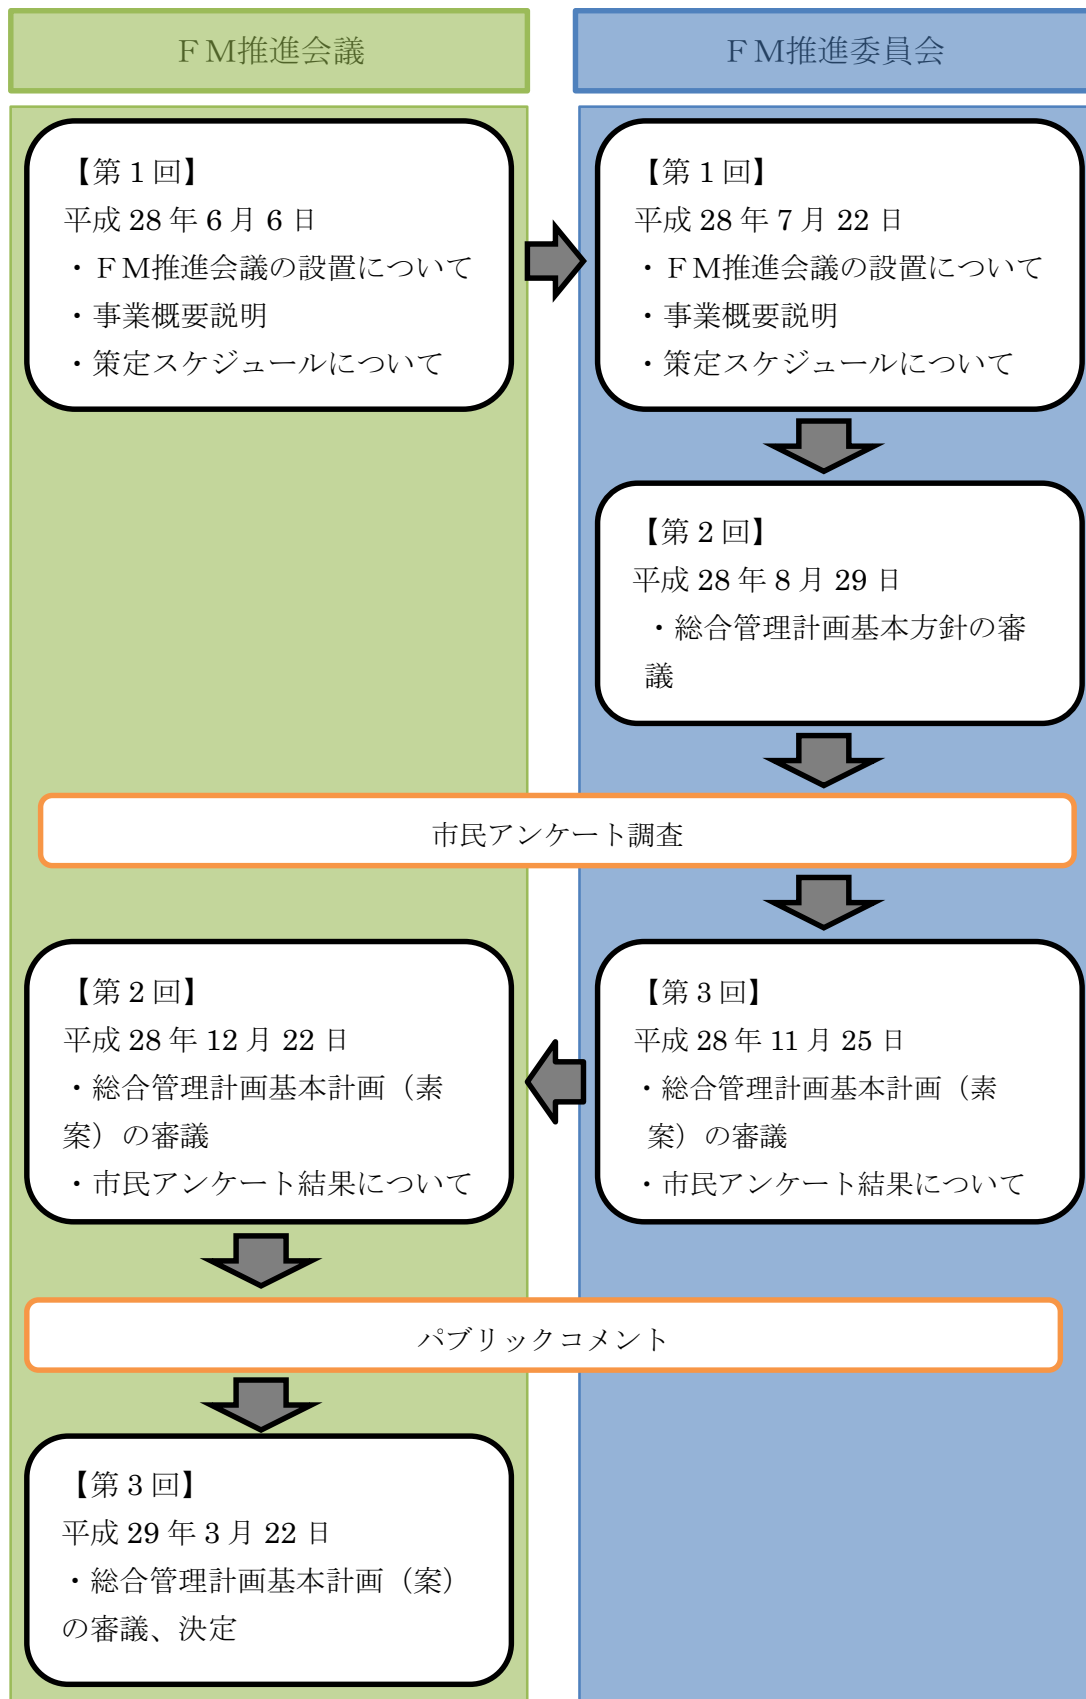 ＦＭ推進会議
ＦＭ推進委員会
【第 1 回】
平成 28 年 6 月 6 日
・ＦＭ推進会議の設置について
・事業概要説明
・策定スケジュールについて
【第 1 回】
平成 28 年 7 月 22 日
・ＦＭ推進会議の設置について
・事業概要説明
・策定スケジュールについて
【第 2 回】
平成 28 年 8 月 29 日
・総合管理計画基本方針の審
議
市民アンケート調査
【第 3 回】
平成 28 年 11 月 25 日
・総合管理計画基本計画（素
案）の審議
・市民アンケート結果について
【第 2 回】
平成 28 年 12 月 22 日
・総合管理計画基本計画（素
案）の審議
・市民アンケート結果について
パブリックコメント
【第 3 回】
平成 29 年 3 月 22 日
・総合管理計画基本計画（案）
の審議、決定